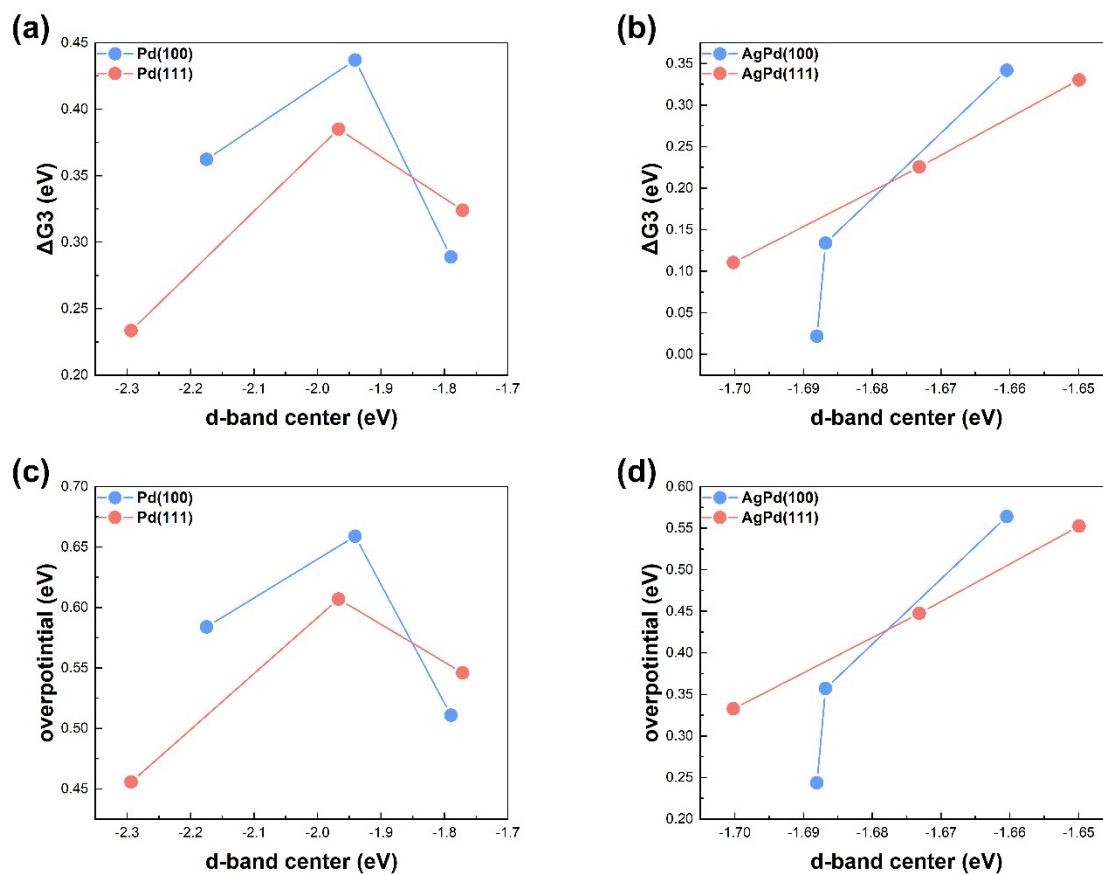 (a)
Pd(100)
Pd(111)
0.45
0.40
0.35
0.30
0.25
0.20
ΔG3 (eV)
-2.3 -2.2 -2.1 -2.0 -1.9 -1.8 -1.7
d-band center (eV)
(b)
AgPd(100)
AgPd(111)
0.35
0.30
0.25
0.20
0.15
0.10
0.05
0.00
ΔG3 (eV)
-1.70 -1.69 -1.68 -1.67 -1.66 -1.65
d-band center (eV)
(c)
Pd(100)
Pd(111)
0.70
0.65
0.60
0.55
0.50
0.45
overpotintial (eV)
-2.3 -2.2 -2.1 -2.0 -1.9 -1.8 -1.7
d-band center (eV)
(d)
AgPd(100)
AgPd(111)
0.60
0.55
0.50
0.45
0.40
0.35
0.30
0.25
0.20
overpotintial (eV)
-1.70 -1.69 -1.68 -1.67 -1.66 -1.65
d-band center (eV)